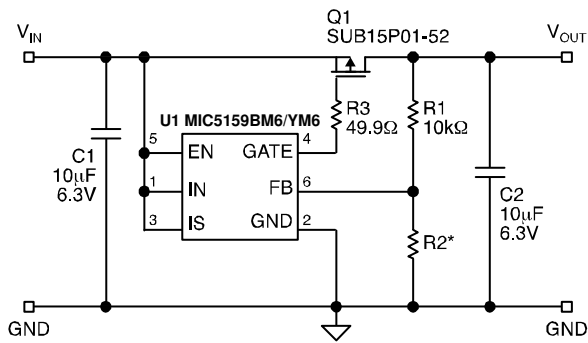 Q1
SUB15P01-52
VIN
VOUT
U1 MIC5159BM6/YM6
R3
49.9Ω
R1
10kΩ
C1
10μF
6.3V
5
EN
GATE
4
1
IN
FB
6
3
IS
GND
2
R2*
C2
10μF
6.3V
GND
GND